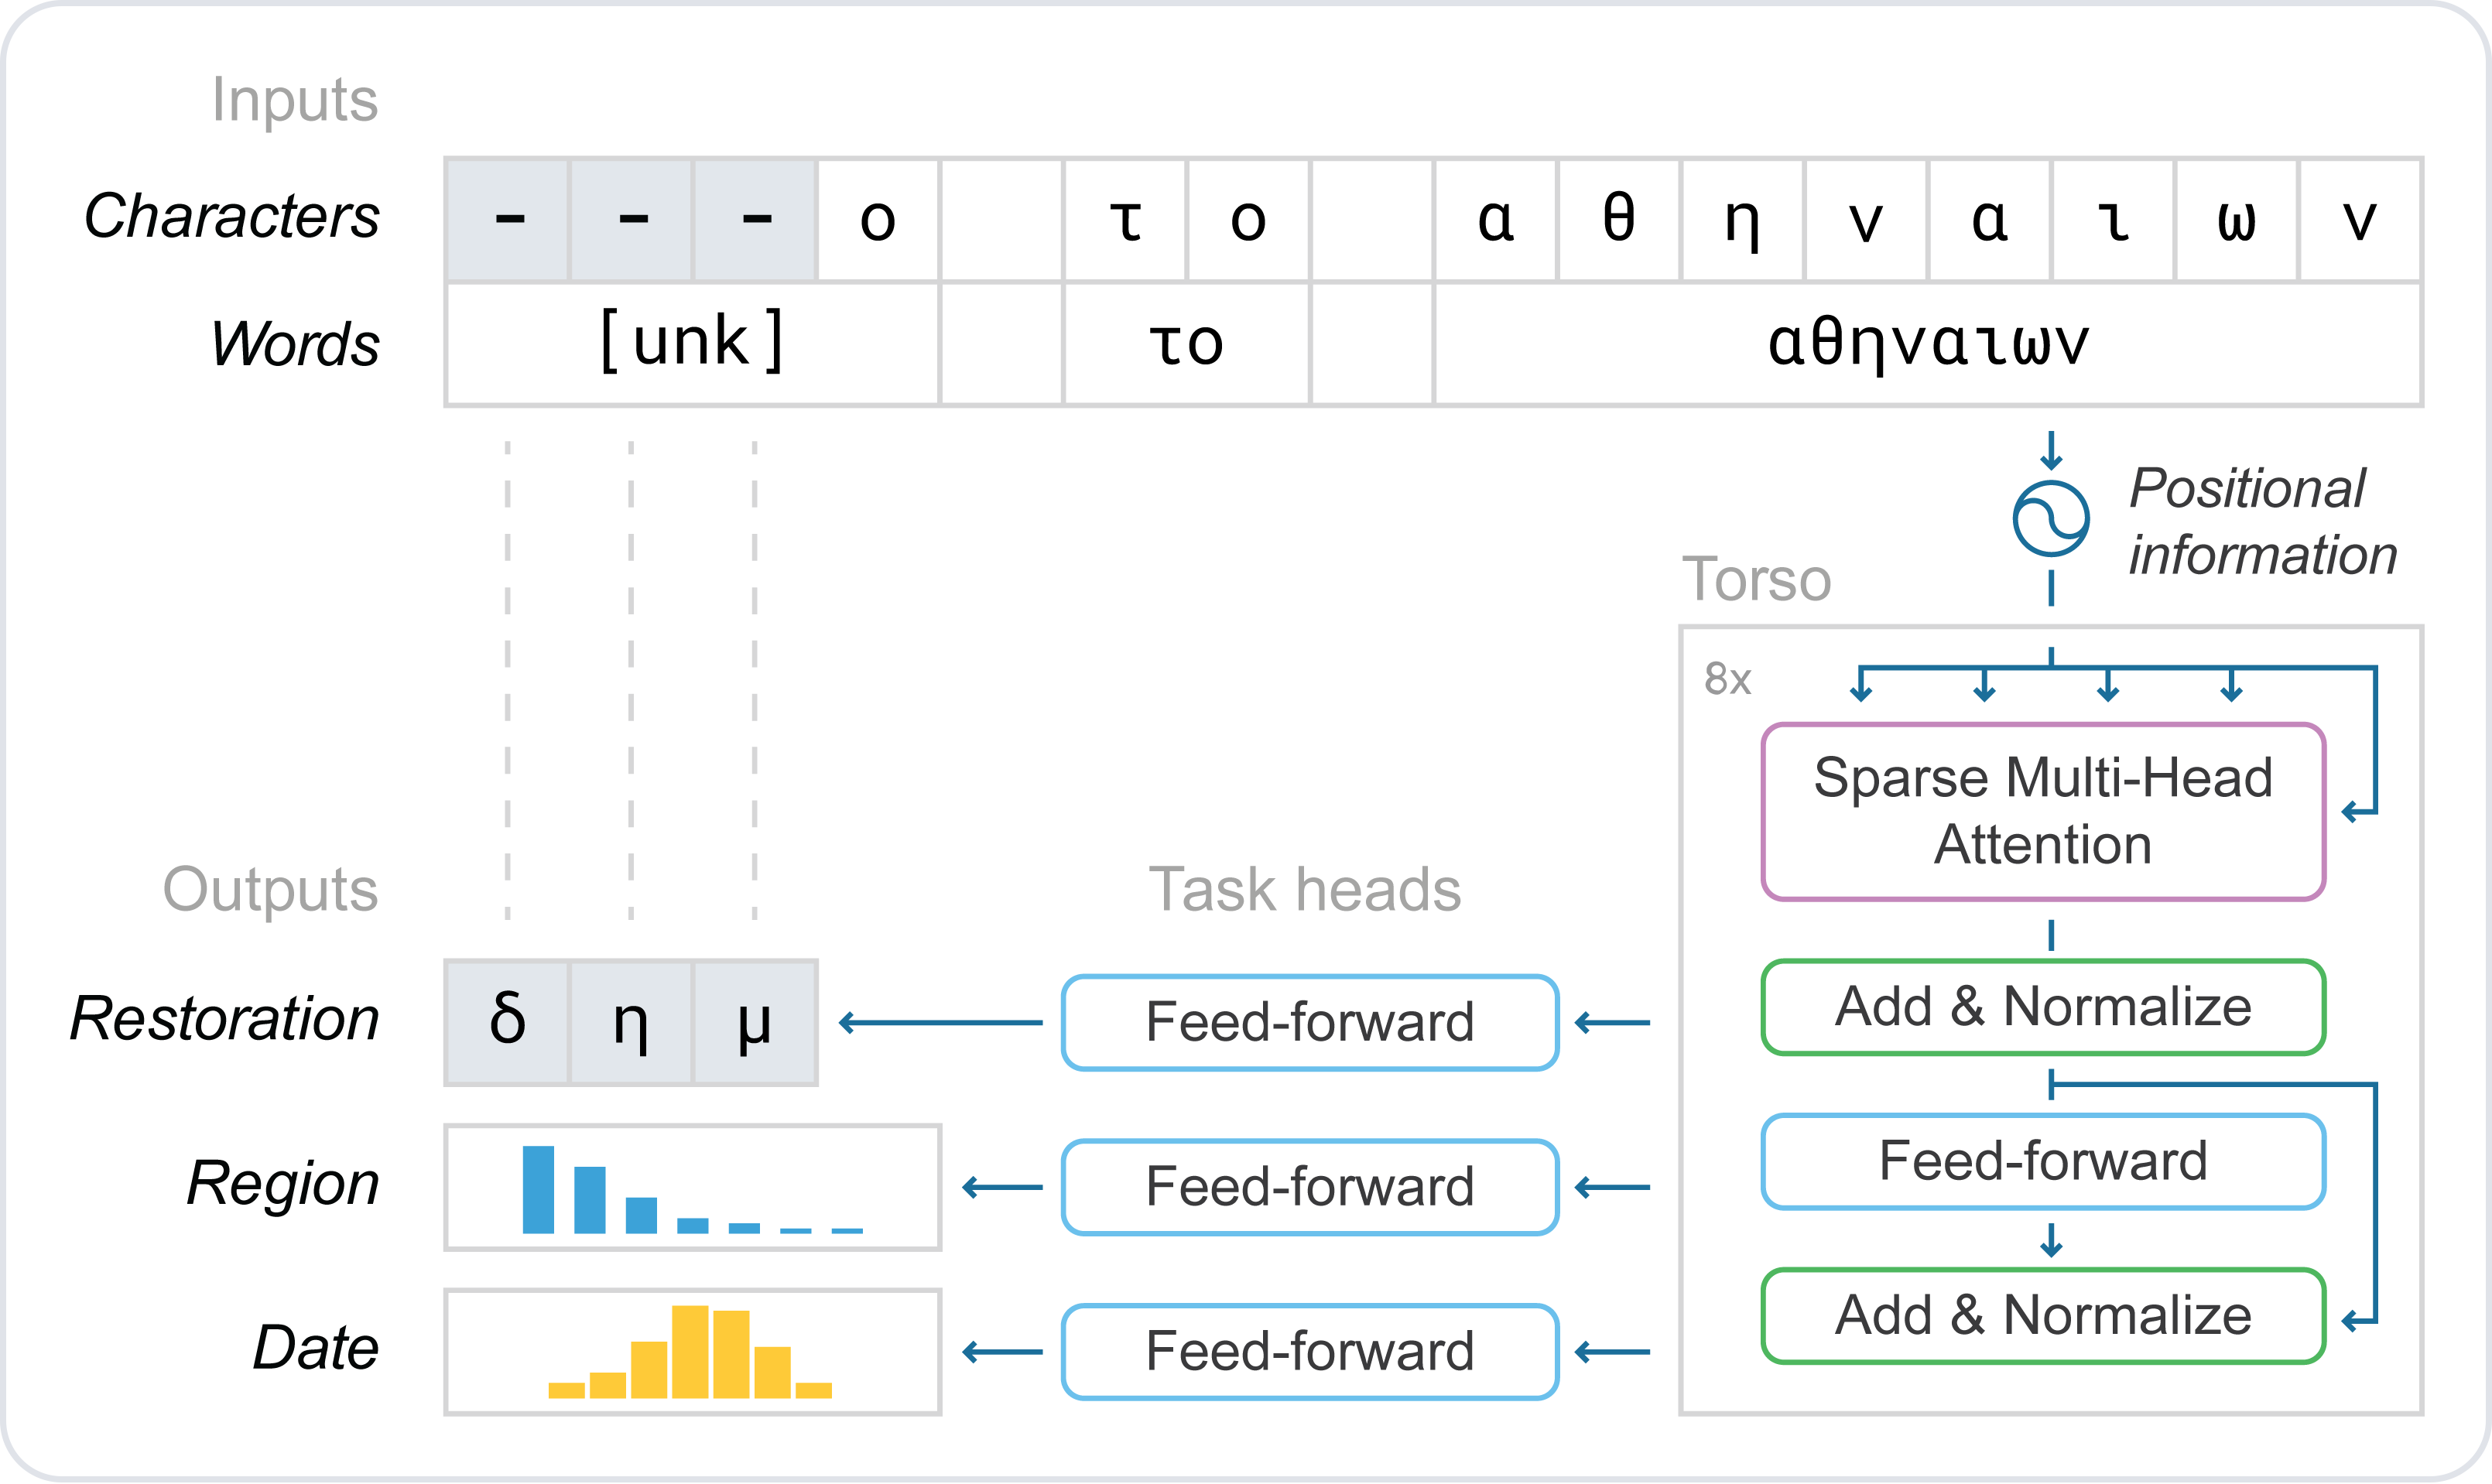 Inputs
Characters - - - ο τ ο α θ η ν α ι ω ν
Words [unk] το αθηναιων
Positional
information
Torso
8x
Sparse Multi-Head
Attention
Add & Normalize
Feed-forward
Add & Normalize
Task heads
Feed-forward
Feed-forward
Feed-forward
Outputs
Restoration δ η μ
Region
Date